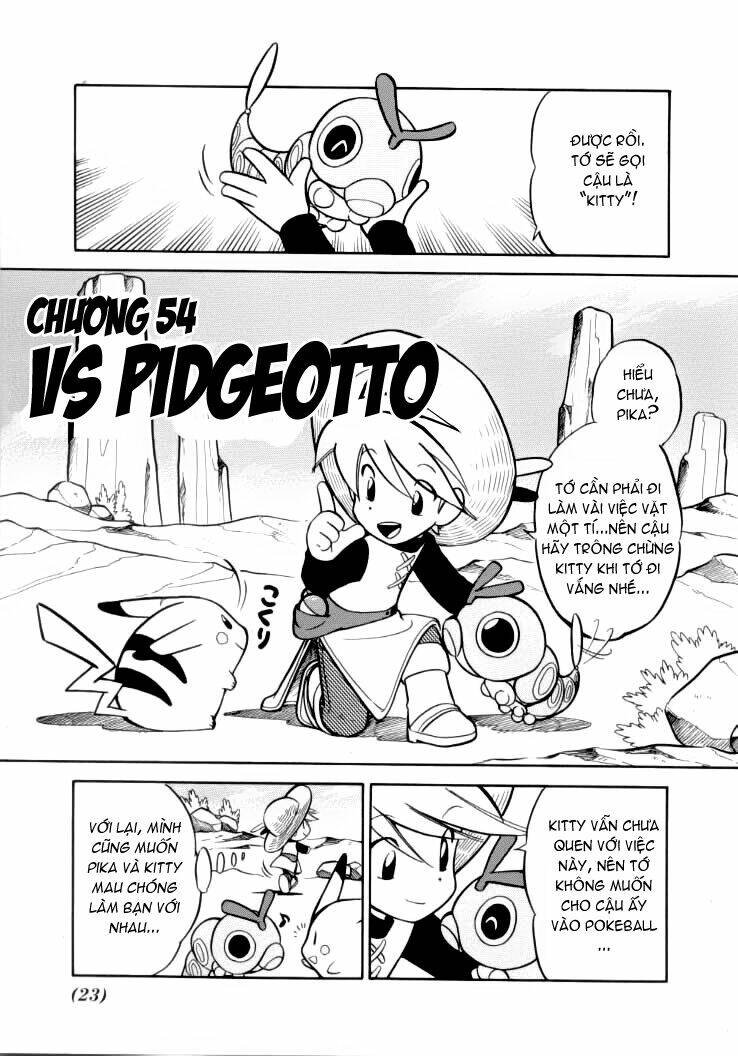 ĐƯỢC RỒI.
TỚ SẼ GỌI
CẬU LÀ
"KITTY"!
CHƯƠNG 54
VS PIDGEOTTO
HIỂU
CHƯA,
PIKA?
TỚ CẦN PHẢI ĐI
LÀM VÀI VIỆC VẶT
MỘT TÍ...NÊN CẬU
HÃY TRÔNG CHỪNG
KITTY KHI TỚ ĐI
VẮNG NHÉ...
KITTY VẪN CHƯA
QUEN VỚI VIỆC
NÀY, NÊN TỚ
KHÔNG MUỐN
CHO CẬU ẤY
VÀO POKEBALL
...
VỚI LẠI, MÌNH
CŨNG MUỐN
PIKA VÀ KITTY
MAU CHÓNG
LÀM BẠN VỚI
NHAU...
(23)